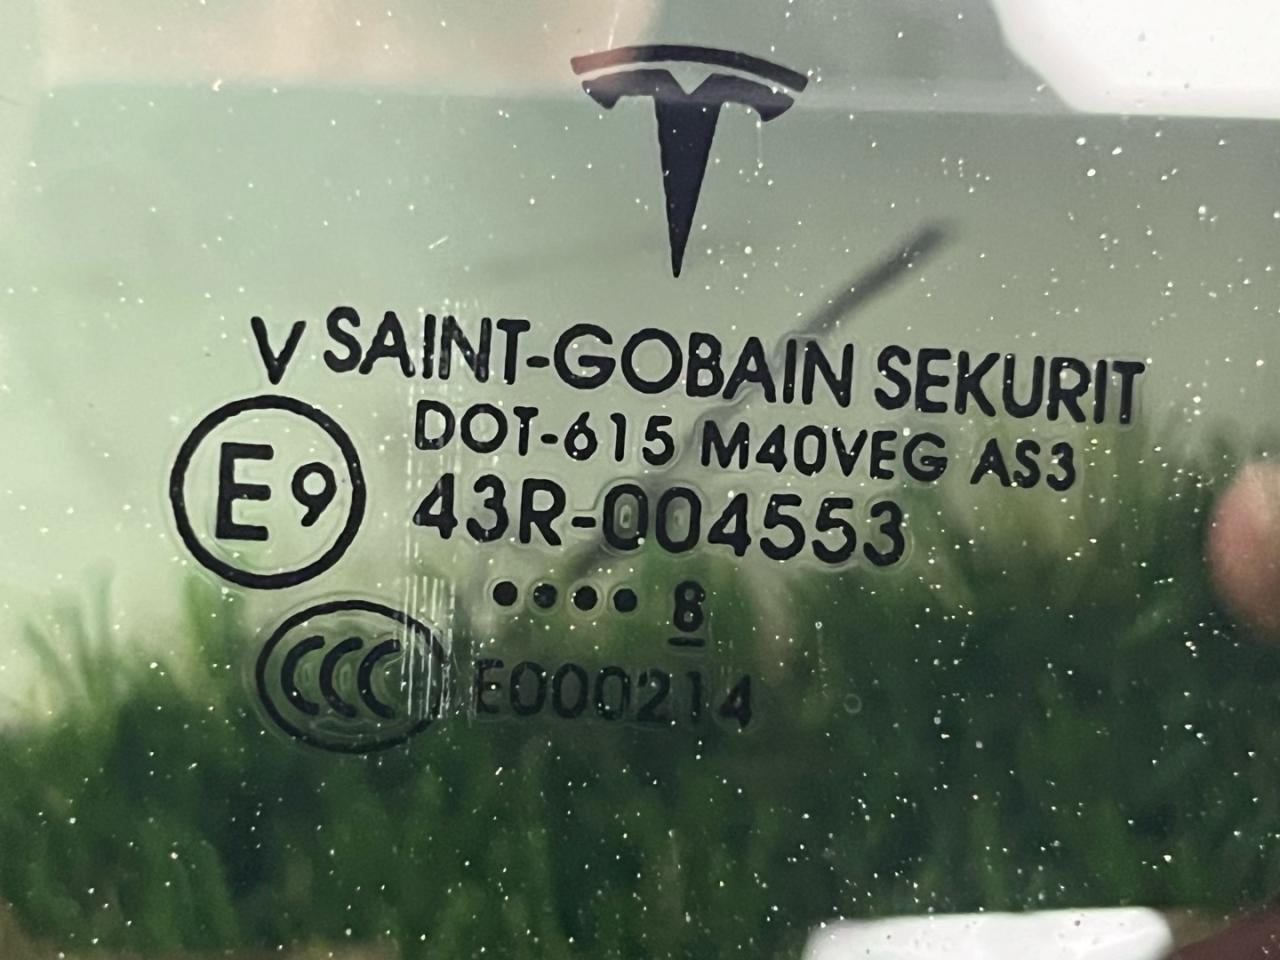 V SAINT-GOBAIN SEKURIT
DOT-615 M40VEG AS3
E9 43R-004553
•••• 8
CCC E000214